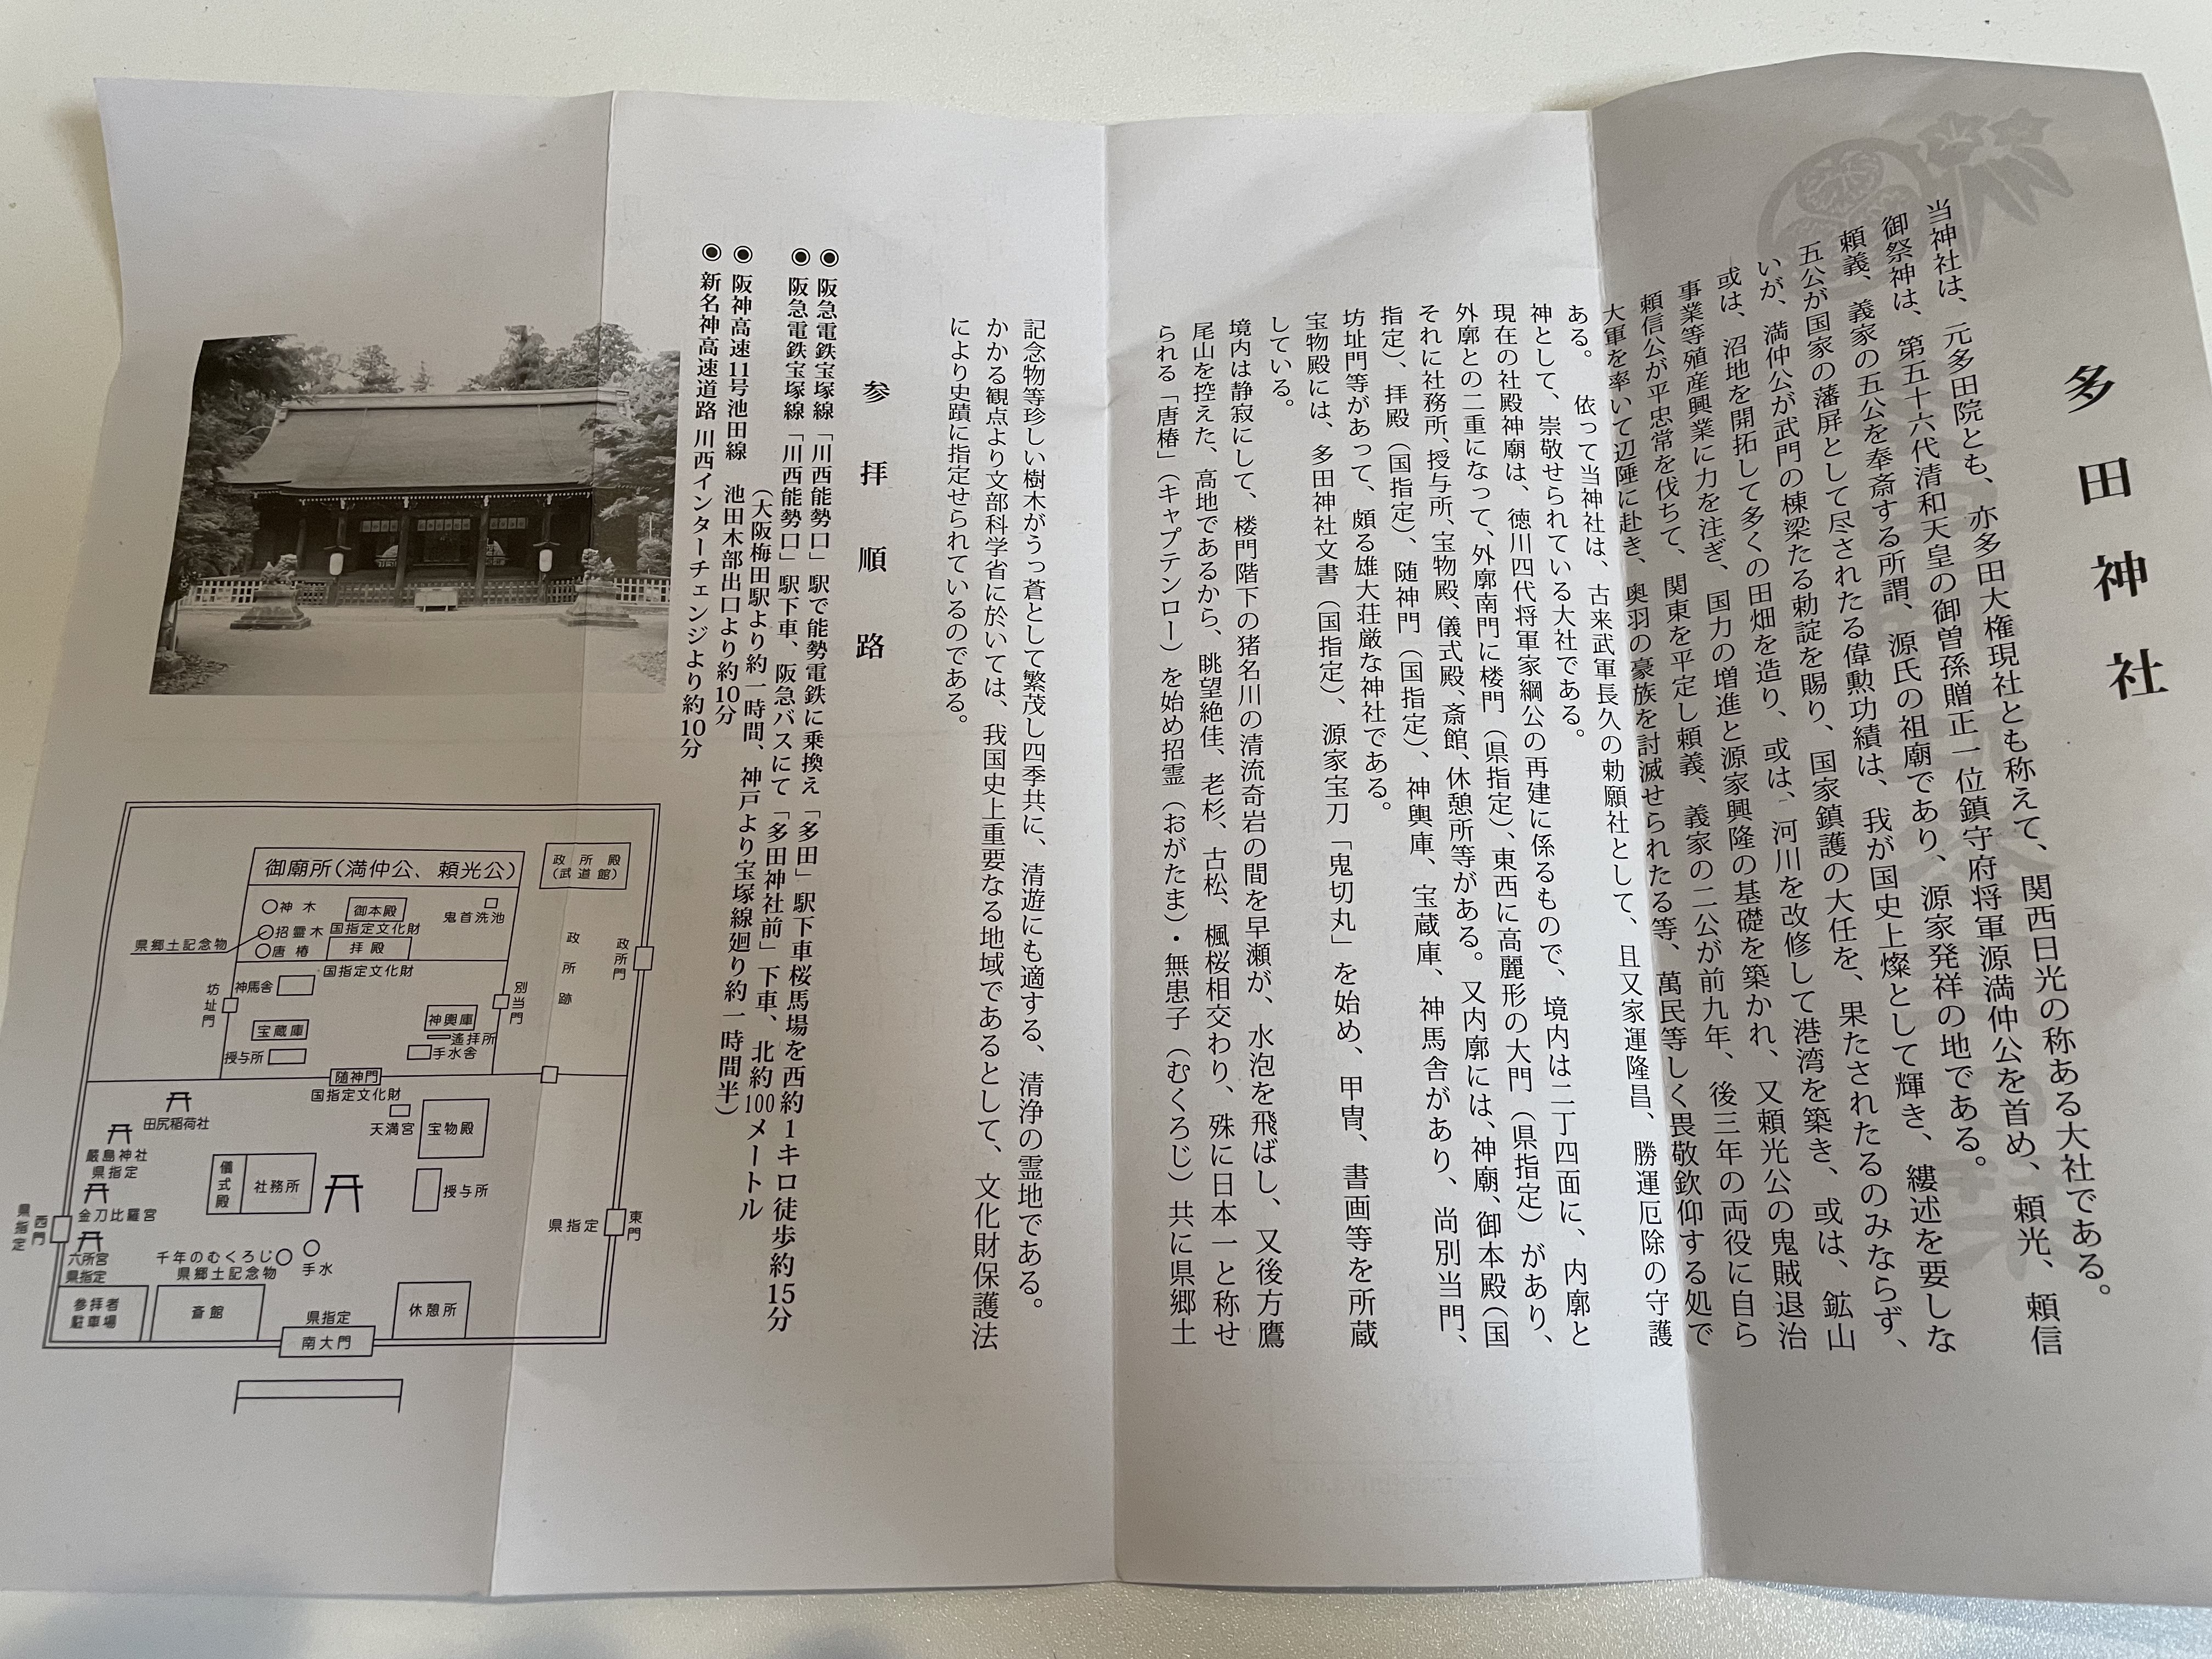 多田神社
当神社は、元多田院とも、亦多田大権現社とも称えて、関西日光の称ある大社である。
御祭神は、第五十六代清和天皇の御曽孫贈正一位鎮守府将軍源満仲公を首め、頼光、頼信
頼義、義家の五公を奉斎する所謂、源氏の祖廟であり、源家発祥の地である。
五公が国家の藩屏として尽されたる偉勲功績は、我が国史上燦として輝き、縷述を要しな
いが、満仲公が武門の棟梁たる勅諚を賜り、国家鎮護の大任を、果たされたるのみならず、
或は、沼地を開拓して多くの田畑を造り、或は、河川を改修して港湾を築き、或は、鉱山
事業等殖産興業に力を注ぎ、国力の増進と源家興隆の基礎を築かれ、又頼光公の鬼賊退治
頼信公が平忠常を伐ちて、関東を平定し頼義、義家の二公が前九年、後三年の両役に自ら
大軍を率いて辺陲に赴き、奥羽の豪族を討滅せられたる等、萬民等しく畏敬欽仰する処で
ある。依って当神社は、古来武軍長久の勅願社として、且又家運隆昌、勝運厄除の守護
神として、崇敬せられている大社である。
現在の社殿神廟は、徳川四代将軍家綱公の再建に係るもので、境内は二丁四面に、内廓と
外廓との二重になって、外廓南門に楼門（県指定）、東西に高麗形の大門（県指定）があり、
それに社務所、授与所、宝物殿、儀式殿、斎館、休憩所等がある。又内廓には、神廟、御本殿（国
指定）、拝殿（国指定）、随神門（国指定）、神輿庫、宝蔵庫、神馬舎があり、尚別当門、
坊址門等があって、頗る雄大荘厳な神社である。
宝物殿には、多田神社文書（国指定）、源家宝刀「鬼切丸」を始め、甲冑、書画等を所蔵
している。
境内は静寂にして、楼門階下の猪名川の清流奇岩の間を早瀬が、水泡を飛ばし、又後方鷹
尾山を控えた、高地であるから、眺望絶佳、老杉、古松、楓桜相交わり、殊に日本一と称せ
られる「唐椿」（キャプテンロー）を始め招霊（おがたま）・無患子（むくろじ）共に県郷土
記念物等珍しい樹木がうっ蒼として繁茂し四季共に、清遊にも適する、清浄の霊地である。
かかる観点より文部科学省に於いては、我国史上重要なる地域であるとして、文化財保護法
により史蹟に指定せられているのである。
参拝順路
◉ 阪急電鉄宝塚線「川西能勢口」駅で能勢電鉄に乗換え「多田」駅下車桜馬場を西約1キロ徒歩約15分
◉ 阪急電鉄宝塚線「川西能勢口」駅下車、阪急バスにて「多田神社前」下車、北約100メートル
（大阪梅田駅より約一時間、神戸より宝塚線廻り約一時間半）
◉ 阪神高速11号池田線 池田木部出口より約10分
◉ 新名神高速道路 川西インターチェンジより約10分
御廟所(満仲公、頼光公)
政所殿
(武道館)
神木
御本殿
鬼首洗池
国指定文化財
招霊木
県郷土記念物
唐椿
拝殿
国指定文化財
政所跡
政所門
神馬舎
坊址門
別当門
宝蔵庫
神輿庫
遙拝所
手水舎
授与所
随神門
国指定文化財
田尻稲荷社
天満宮
宝物殿
嚴島神社
県指定
儀式殿
社務所
授与所
金刀比羅宮
西門
県指定
県指定
東門
六所宮
県指定
千年のむくろじ
県郷土記念物
手水
参拝者
駐車場
斎館
県指定
南大門
休憩所